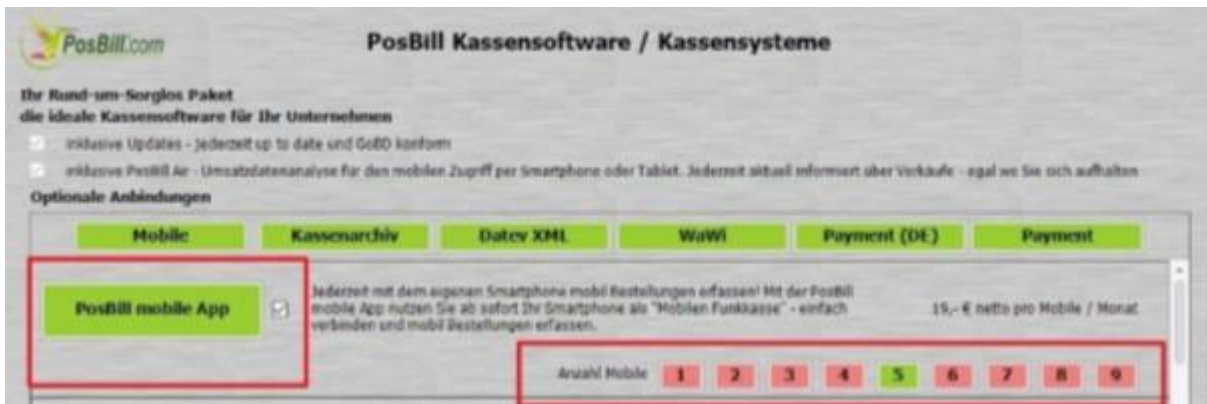 PosBill.com
PosBill Kassensoftware / Kassensysteme
Ihr Rund-um-Sorglos Paket
die ideale Kassensoftware für Ihr Unternehmen
inklusive Updates - jederzeit up to date und GoBD konform
inklusive PosBill Air - Umsatzdatenanalyse für den mobilen Zugriff per Smartphone oder Tablet. Jederzeit aktuell informiert über Verkäufe - egal wo Sie sich aufhalten
Optionale Anbindungen
Mobile Kassenarchiv Datev XML WaWi Payment (DE) Payment
PosBill mobile App
Jederzeit mit dem eigenen Smartphone mobil Bestellungen erfassen! Mit der PosBill
mobile App nutzen Sie ab sofort Ihr Smartphone als "Mobilen Funkkasse" - einfach
verbinden und mobil Bestellungen erfassen.
19,- € netto pro Mobile / Monat
Anzahl Mobile 1 2 3 4 5 6 7 8 9